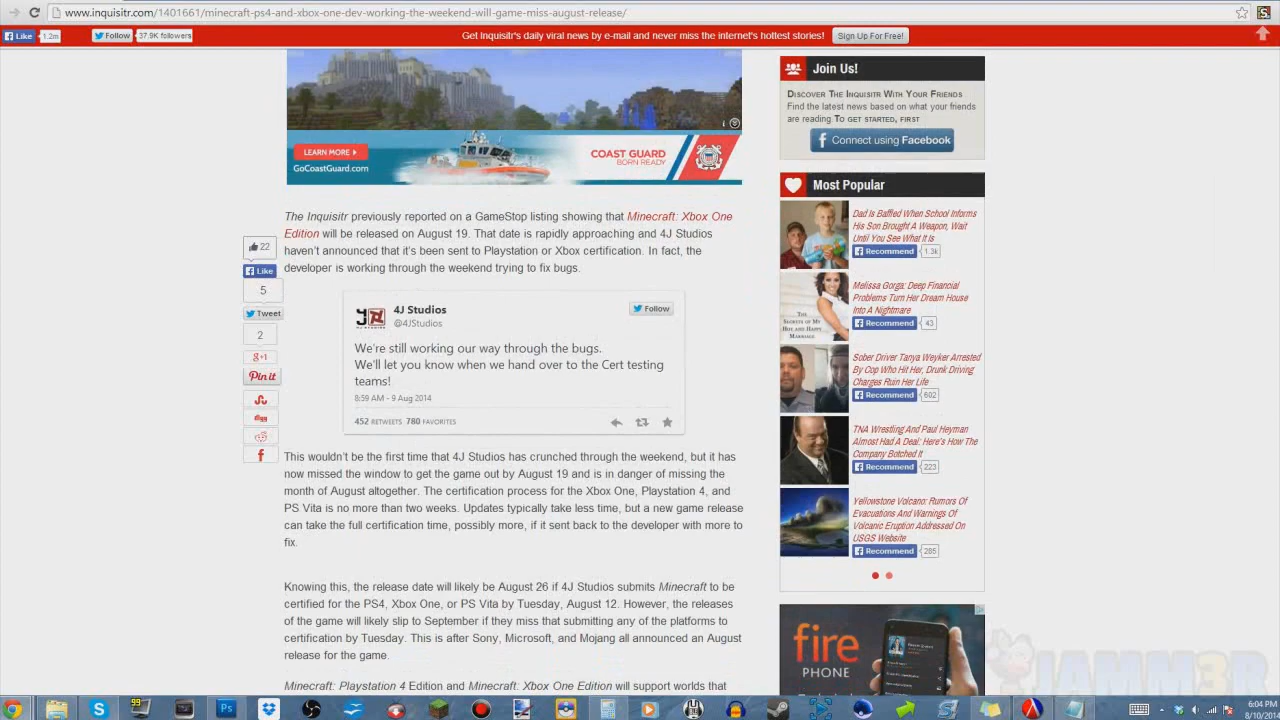 www.inquisitr.com/1401661/minecraft-ps4-and-xbox-one-dev-working-the-weekend-will-game-miss-august-release/
Like 1.2m Follow 37.9K followers Get Inquisitr's daily viral news by e-mail and never miss the internet's hottest stories! Sign Up For Free!
LEARN MORE
GoCoastGuard.com
COAST GUARD
BORN READY
The Inquisitr previously reported on a GameStop listing showing that Minecraft: Xbox One
Edition will be released on August 19. That date is rapidly approaching and 4J Studios
haven't announced that it's been sent to Playstation or Xbox certification. In fact, the
developer is working through the weekend trying to fix bugs.
22
Like
5
Tweet
2
g+1
Pin it
digg
4J Studios
@4JStudios
Follow
We're still working our way through the bugs.
We'll let you know when we hand over to the Cert testing
teams!
8:59 AM - 9 Aug 2014
452 RETWEETS 780 FAVORITES
This wouldn't be the first time that 4J Studios has crunched through the weekend, but it has
now missed the window to get the game out by August 19 and is in danger of missing the
month of August altogether. The certification process for the Xbox One, Playstation 4, and
PS Vita is no more than two weeks. Updates typically take less time, but a new game release
can take the full certification time, possibly more, if it sent back to the developer with more to
fix.
Knowing this, the release date will likely be August 26 if 4J Studios submits Minecraft to be
certified for the PS4, Xbox One, or PS Vita by Tuesday, August 12. However, the releases
of the game will likely slip to September if they miss that submitting any of the platforms to
certification by Tuesday. This is after Sony, Microsoft, and Mojang all announced an August
release for the game.
Minecraft: Playstation 4 Edition and Minecraft: Xbox One Edition will support worlds that
Join Us!
Discover The Inquisitr With Your Friends
Find the latest news based on what your friends
are reading To get started, first
Connect using Facebook
Most Popular
Dad Is Baffled When School Informs
His Son Brought A Weapon, Wait
Until You See What It Is
Recommend 1.3k
Melissa Gorga: Deep Financial
Problems Turn Her Dream House
Into A Nightmare
Recommend 43
Sober Driver Tanya Weyker Arrested
By Cop Who Hit Her, Drunk Driving
Charges Ruin Her Life
Recommend 602
TNA Wrestling And Paul Heyman
Almost Had A Deal: Here's How The
Company Botched It
Recommend 223
Yellowstone Volcano: Rumors Of
Evacuations And Warnings Of
Volcanic Eruption Addressed On
USGS Website
Recommend 285
fire
PHONE
99
Ps
6:04 PM
8/10/2014